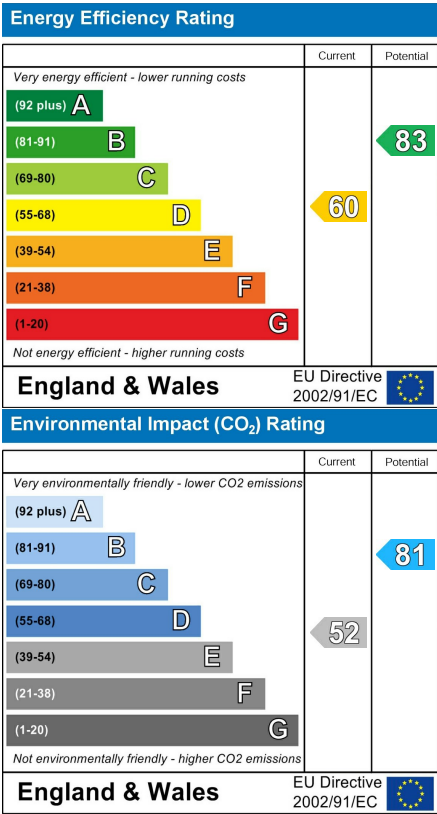 Energy Efficiency Rating
Current Potential
Very energy efficient - lower running costs
(92 plus) A
(81-91) B
83
(69-80) C
(55-68) D
60
(39-54) E
(21-38) F
(1-20) G
Not energy efficient - higher running costs
England & Wales
EU Directive
2002/91/EC
Environmental Impact (CO₂) Rating
Current Potential
Very environmentally friendly - lower CO2 emissions
(92 plus) A
(81-91) B
81
(69-80) C
(55-68) D
(39-54) E
52
(21-38) F
(1-20) G
Not environmentally friendly - higher CO2 emissions
England & Wales
EU Directive
2002/91/EC